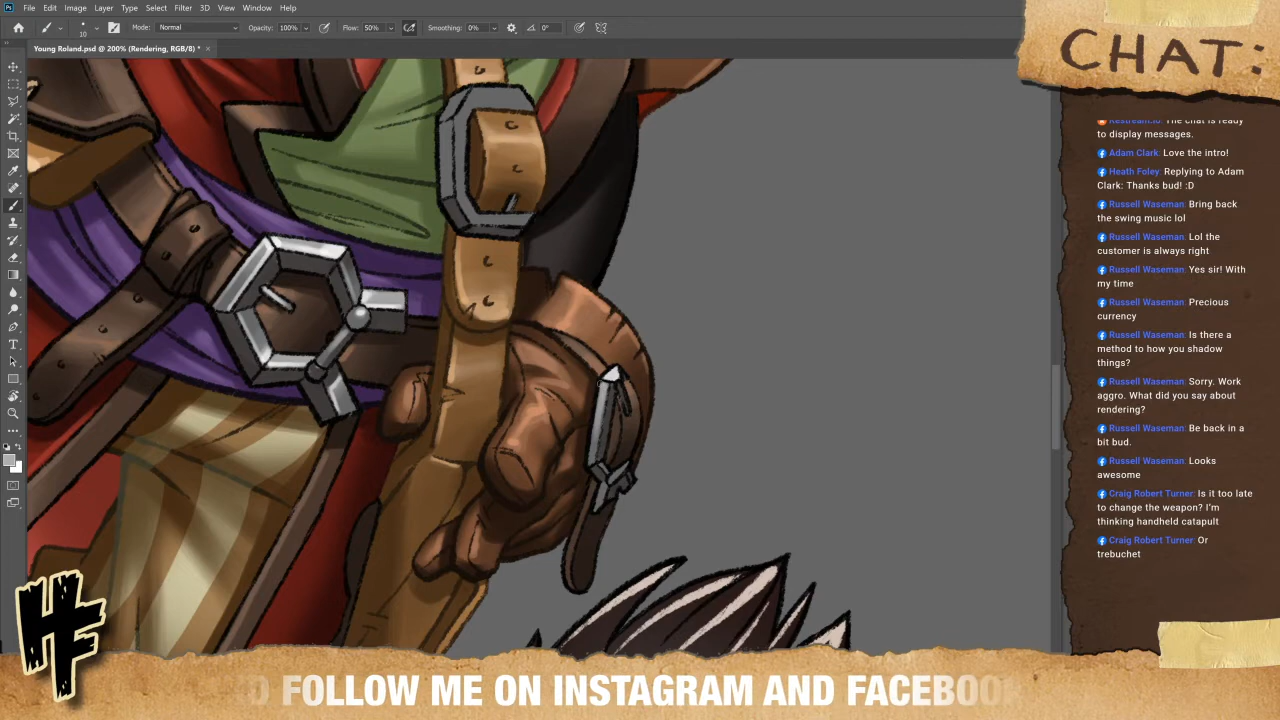 File Edit Image Layer Type Select Filter 3D View Window Help
10 Mode: Normal Opacity: 100% Flow: 50% Smoothing: 0% 0°
Young Roland.psd @ 200% (Rendering, RGB/8) *
CHAT:
The chat is ready
to display messages.
Adam Clark: Love the intro!
Heath Foley: Replying to Adam
Clark: Thanks bud! :D
Russell Waseman: Bring back
the swing music lol
Russell Waseman: Lol the
customer is always right
Russell Waseman: Yes sir! With
my time
Russell Waseman: Precious
currency
Russell Waseman: Is there a
method to how you shadow
things?
Russell Waseman: Sorry. Work
aggro. What did you say about
rendering?
Russell Waseman: Be back in a
bit bud.
Russell Waseman: Looks
awesome
Craig Robert Turner: Is it too late
to change the weapon? I'm
thinking handheld catapult
Craig Robert Turner: Or
trebuchet
HF
FOLLOW ME ON INSTAGRAM AND FACEBOOK